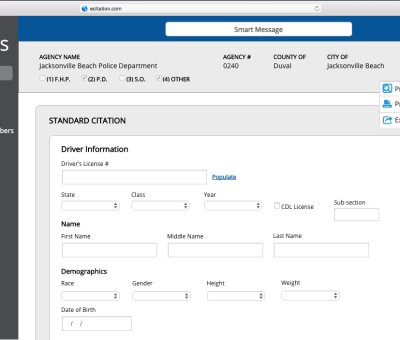 ecitation.com
Smart Message
s
AGENCY NAME AGENCY # COUNTY OF CITY OF
Jacksonville Beach Police Department 0240 Duval Jacksonville Beach
(1) F.H.P. (2) P.D. (3) S.O. (4) OTHER
P
P
E
bers
STANDARD CITATION
Driver Information
Driver's License #
Populate
State Class Year
CDL License
Sub-section
Name
First Name Middle Name Last Name
Demographics
Race Gender Height Weight
Date of Birth
/ /